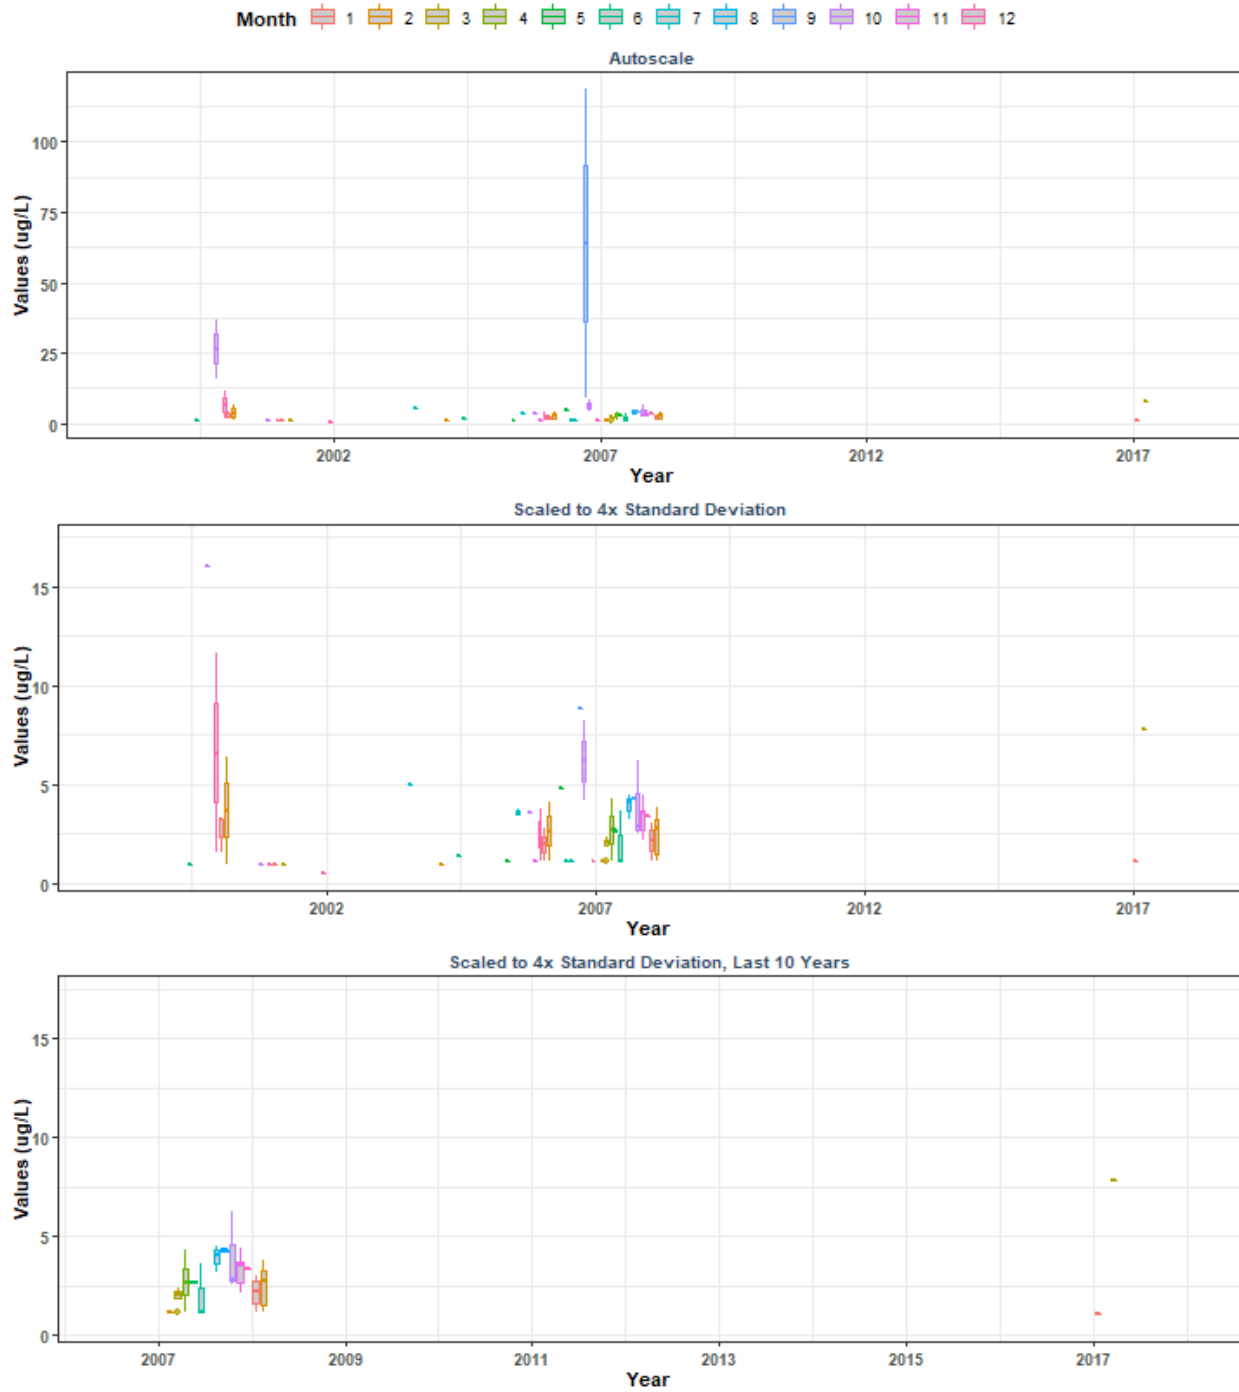 Month 1 2 3 4 5 6 7 8 9 10 11 12
Autoscale
Values (ug/L)
100
75
50
25
0
2002 2007 2012 2017
Year
Scaled to 4x Standard Deviation
Values (ug/L)
15
10
5
0
2002 2007 2012 2017
Year
Scaled to 4x Standard Deviation, Last 10 Years
Values (ug/L)
15
10
5
0
2007 2009 2011 2013 2015 2017
Year